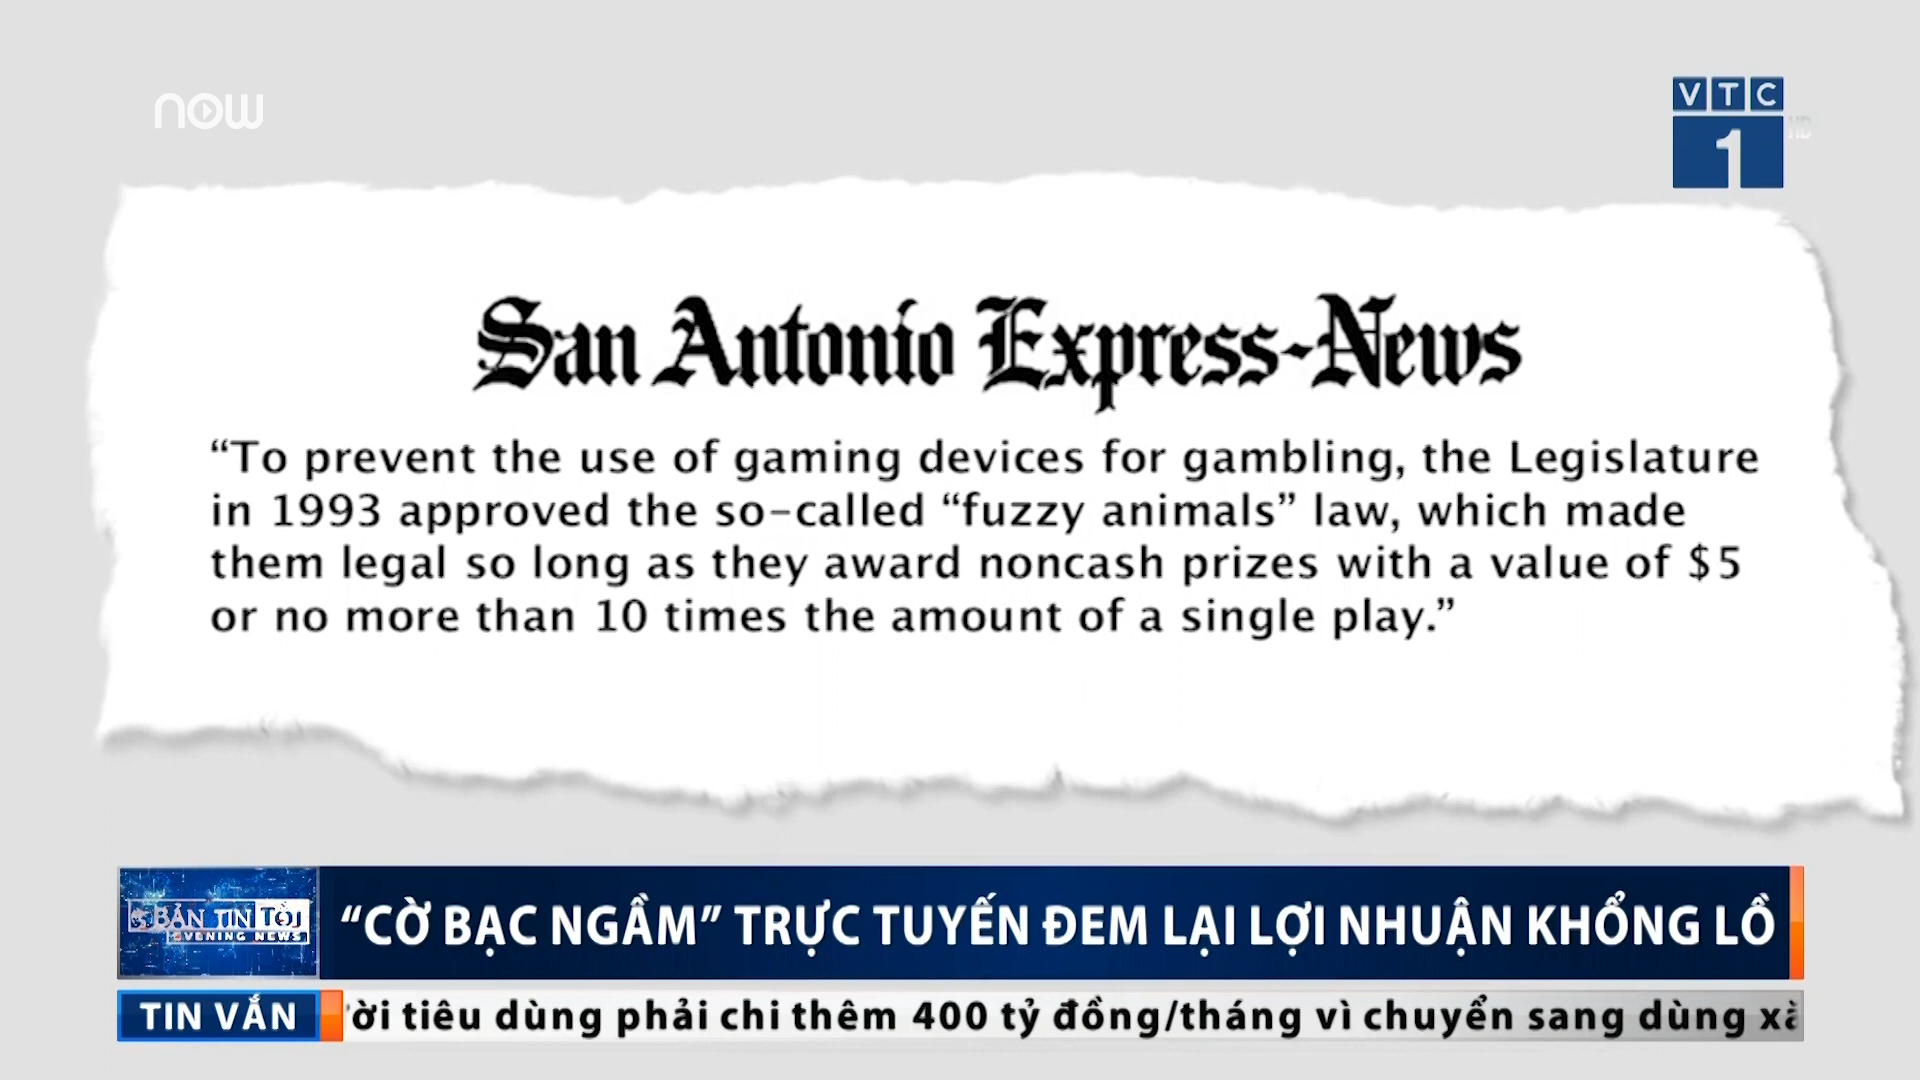 now
VTC
1
HD
San Antonio Express-News
“To prevent the use of gaming devices for gambling, the Legislature
in 1993 approved the so-called “fuzzy animals” law, which made
them legal so long as they award noncash prizes with a value of $5
or no more than 10 times the amount of a single play.”
BẢN TIN TỐI
EVENING NEWS
“CỜ BẠC NGẦM” TRỰC TUYẾN ĐEM LẠI LỢI NHUẬN KHỔNG LỒ
TIN VẮN
ời tiêu dùng phải chi thêm 400 tỷ đồng/tháng vì chuyển sang dùng